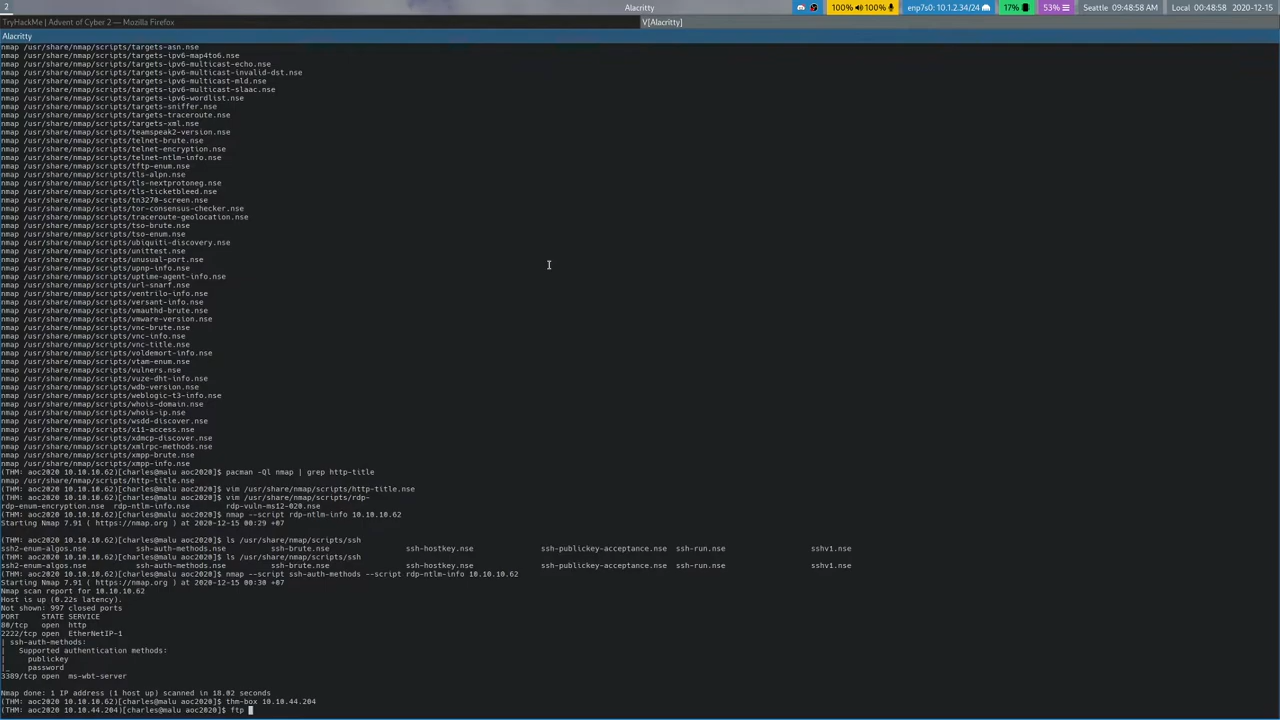 2
Alacritty
100% 100%
enp7s0: 10.1.2.34/24
17%
53%
Seattle 09:48:58 AM
Local 00:48:58
2020-12-15
TryHackMe | Advent of Cyber 2 — Mozilla Firefox
V[Alacritty]
Alacritty
nmap /usr/share/nmap/scripts/targets-asn.nse
nmap /usr/share/nmap/scripts/targets-ipv6-map4to6.nse
nmap /usr/share/nmap/scripts/targets-ipv6-multicast-echo.nse
nmap /usr/share/nmap/scripts/targets-ipv6-multicast-invalid-dst.nse
nmap /usr/share/nmap/scripts/targets-ipv6-multicast-mld.nse
nmap /usr/share/nmap/scripts/targets-ipv6-multicast-slaac.nse
nmap /usr/share/nmap/scripts/targets-ipv6-wordlist.nse
nmap /usr/share/nmap/scripts/targets-sniffer.nse
nmap /usr/share/nmap/scripts/targets-traceroute.nse
nmap /usr/share/nmap/scripts/targets-xml.nse
nmap /usr/share/nmap/scripts/teamspeak2-version.nse
nmap /usr/share/nmap/scripts/telnet-brute.nse
nmap /usr/share/nmap/scripts/telnet-encryption.nse
nmap /usr/share/nmap/scripts/telnet-ntlm-info.nse
nmap /usr/share/nmap/scripts/tftp-enum.nse
nmap /usr/share/nmap/scripts/tls-alpn.nse
nmap /usr/share/nmap/scripts/tls-nextprotoneg.nse
nmap /usr/share/nmap/scripts/tls-ticketbleed.nse
nmap /usr/share/nmap/scripts/tn3270-screen.nse
nmap /usr/share/nmap/scripts/tor-consensus-checker.nse
nmap /usr/share/nmap/scripts/traceroute-geolocation.nse
nmap /usr/share/nmap/scripts/tso-brute.nse
nmap /usr/share/nmap/scripts/tso-enum.nse
nmap /usr/share/nmap/scripts/ubiquiti-discovery.nse
nmap /usr/share/nmap/scripts/unittest.nse
nmap /usr/share/nmap/scripts/unusual-port.nse
nmap /usr/share/nmap/scripts/upnp-info.nse
nmap /usr/share/nmap/scripts/uptime-agent-info.nse
nmap /usr/share/nmap/scripts/url-snarf.nse
nmap /usr/share/nmap/scripts/ventrilo-info.nse
nmap /usr/share/nmap/scripts/versant-info.nse
nmap /usr/share/nmap/scripts/vmauthd-brute.nse
nmap /usr/share/nmap/scripts/vmware-version.nse
nmap /usr/share/nmap/scripts/vnc-brute.nse
nmap /usr/share/nmap/scripts/vnc-info.nse
nmap /usr/share/nmap/scripts/vnc-title.nse
nmap /usr/share/nmap/scripts/voldemort-info.nse
nmap /usr/share/nmap/scripts/vtam-enum.nse
nmap /usr/share/nmap/scripts/vulners.nse
nmap /usr/share/nmap/scripts/vuze-dht-info.nse
nmap /usr/share/nmap/scripts/wdb-version.nse
nmap /usr/share/nmap/scripts/weblogic-t3-info.nse
nmap /usr/share/nmap/scripts/whois-domain.nse
nmap /usr/share/nmap/scripts/whois-ip.nse
nmap /usr/share/nmap/scripts/wsdd-discover.nse
nmap /usr/share/nmap/scripts/x11-access.nse
nmap /usr/share/nmap/scripts/xdmcp-discover.nse
nmap /usr/share/nmap/scripts/xmlrpc-methods.nse
nmap /usr/share/nmap/scripts/xmpp-brute.nse
nmap /usr/share/nmap/scripts/xmpp-info.nse
(THM: aoc2020 10.10.10.62)[charles@malu aoc2020]$ pacman -Ql nmap | grep http-title
nmap /usr/share/nmap/scripts/http-title.nse
(THM: aoc2020 10.10.10.62)[charles@malu aoc2020]$ vim /usr/share/nmap/scripts/http-title.nse
(THM: aoc2020 10.10.10.62)[charles@malu aoc2020]$ vim /usr/share/nmap/scripts/rdp-
rdp-enum-encryption.nse rdp-ntlm-info.nse rdp-vuln-ms12-020.nse
(THM: aoc2020 10.10.10.62)[charles@malu aoc2020]$ nmap --script rdp-ntlm-info 10.10.10.62
Starting Nmap 7.91 ( https://nmap.org ) at 2020-12-15 00:29 +07
(THM: aoc2020 10.10.10.62)[charles@malu aoc2020]$ ls /usr/share/nmap/scripts/ssh
ssh2-enum-algos.nse ssh-auth-methods.nse ssh-brute.nse ssh-hostkey.nse ssh-publickey-acceptance.nse ssh-run.nse sshv1.nse
(THM: aoc2020 10.10.10.62)[charles@malu aoc2020]$ ls /usr/share/nmap/scripts/ssh
ssh2-enum-algos.nse ssh-auth-methods.nse ssh-brute.nse ssh-hostkey.nse ssh-publickey-acceptance.nse ssh-run.nse sshv1.nse
(THM: aoc2020 10.10.10.62)[charles@malu aoc2020]$ nmap --script ssh-auth-methods --script rdp-ntlm-info 10.10.10.62
Starting Nmap 7.91 ( https://nmap.org ) at 2020-12-15 00:30 +07
Nmap scan report for 10.10.10.62
Host is up (0.22s latency).
Not shown: 997 closed ports
PORT STATE SERVICE
80/tcp open http
2222/tcp open EtherNetIP-1
| ssh-auth-methods:
| Supported authentication methods:
| publickey
|_ password
3389/tcp open ms-wbt-server
Nmap done: 1 IP address (1 host up) scanned in 18.02 seconds
(THM: aoc2020 10.10.10.62)[charles@malu aoc2020]$ thm-box 10.10.44.204
(THM: aoc2020 10.10.44.204)[charles@malu aoc2020]$ ftp